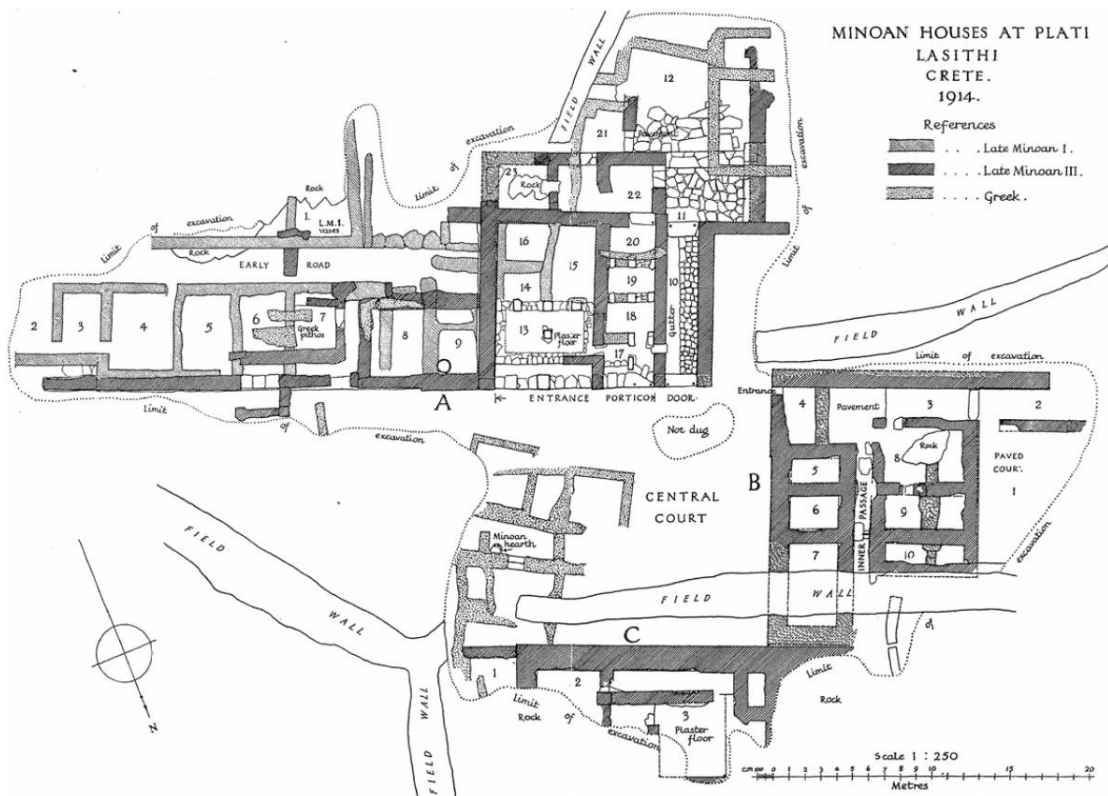 MINOAN HOUSES AT PLATI
LASITHI
CRETE.
1914.
References
. . . . Late Minoan I.
. . . . Late Minoan III.
. . . . Greek.
FIELD WALL
12
21
Pavement
Limit of excavation
excavation
Limit of
23
Rock
22
11
Rock
1.
L.M.I.
vases
Limit of excavation
Rock
EARLY ROAD
16
15
20
10
14
19
18
Gutter
13
Plaster
floor
17
2
3
4
5
6
7
Greek
pithos
8
9
A
ENTRANCE PORTICO DOOR.
Limit of excavation
Not dug
FIELD WALL
Limit of excavation
Entrance
4
Pavement
3
2
8
Rock
PAVED
COURT.
1
B
5
6
7
INNER PASSAGE
9
10
excavation
of
Limit
CENTRAL
COURT
Minoan
hearth
FIELD WALL
FIELD WALL
WALL
FIELD
C
1
2
3
Plaster
floor
Limit of excavation
Rock
Rock
N
Scale 1 : 250
C.M. 100 0 1 2 3 4 5 6 7 8 9 10 15 20
Metres